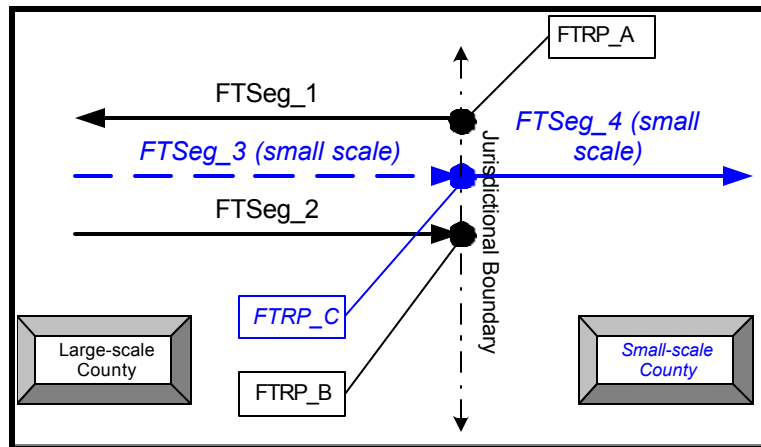 FTRP_A
FTSeg_1
FTSeg_4 (small
scale)
FTSeg_3 (small scale)
Jurisdictional Boundary
FTSeg_2
FTRP_C
Large-scale
County
Small-scale
County
FTRP_B